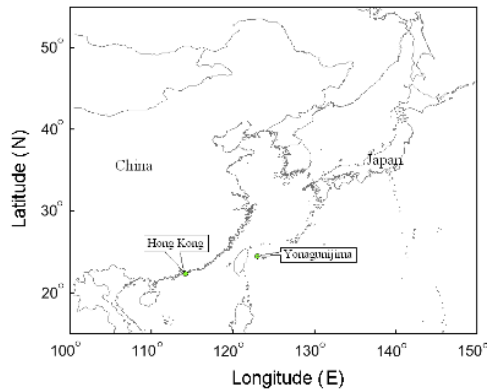 50°
40°
30°
20°
Latitude (N)
China
Japan
Hong Kong
Yonagunijima
100° 110° 120° 130° 140° 150°
Longitude (E)